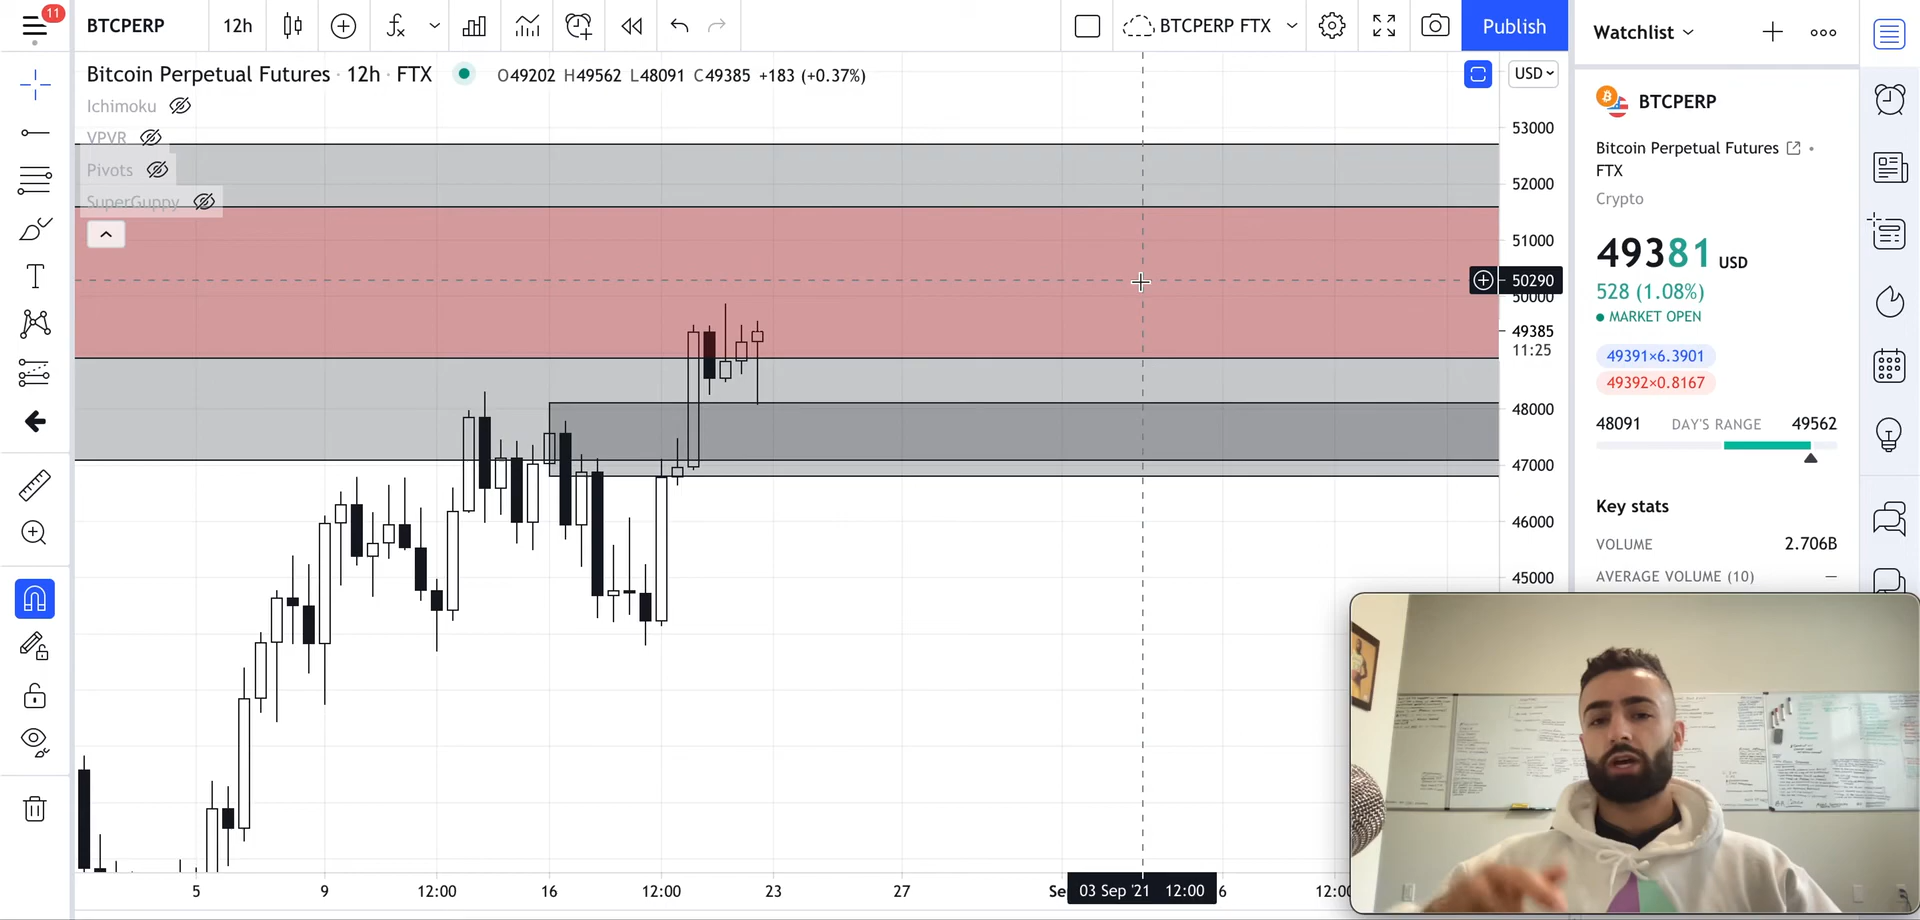 11
BTCPERP
12h
BTCPERP FTX
Publish
Watchlist
Bitcoin Perpetual Futures · 12h · FTX
O49202 H49562 L48091 C49385 +183 (+0.37%)
USD
Ichimoku
VPVR
Pivots
SuperGuppy
53000
52000
51000
50290
50000
49385
11:25
48000
47000
46000
45000
5
9
12:00
16
12:00
23
27
Se
03 Sep '21 12:00
6
12:00
BTCPERP
Bitcoin Perpetual Futures
FTX
Crypto
49381 USD
528 (1.08%)
MARKET OPEN
49391×6.3901
49392×0.8167
48091 DAY'S RANGE 49562
Key stats
VOLUME 2.706B
AVERAGE VOLUME (10) —